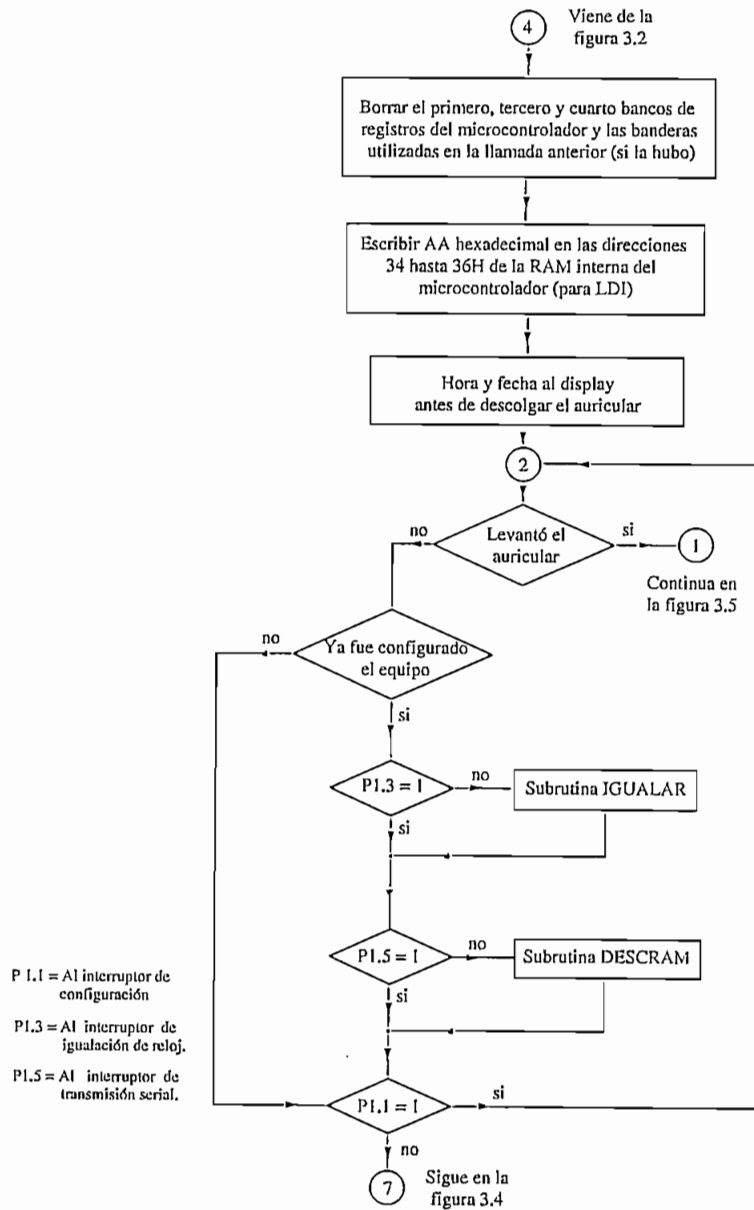 4
Viene de la
figura 3.2
Borrar el primero, tercero y cuarto bancos de
registros del microcontrolador y las banderas
utilizadas en la llamada anterior (si la hubo)
Escribir AA hexadecimal en las direcciones
34 hasta 36H de la RAM interna del
microcontrolador (para LDI)
Hora y fecha al display
antes de descolgar el auricular
2
no
Levantó el
auricular
si
1
Continua en
la figura 3.5
no
Ya fue configurado
el equipo
si
P1.3 = 1
no
Subrutina IGUALAR
si
P1.5 = 1
no
Subrutina DESCRAM
si
P 1.1 = Al interruptor de
configuración
P1.3 = Al interruptor de
igualación de reloj.
P1.5 = Al interruptor de
transmisión serial.
P1.1 = 1
si
no
7
Sigue en la
figura 3.4